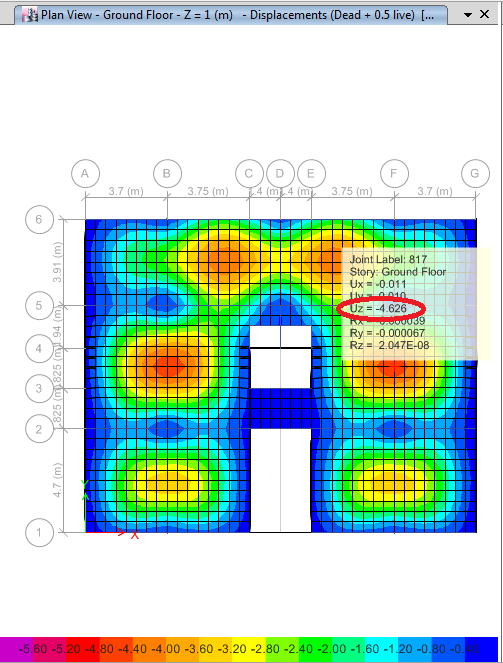 Plan View - Ground Floor - Z = 1 (m) - Displacements (Dead + 0.5 live) [...
A B C D E F G
3.7 (m) 3.75 (m) .4 (m) .4 (m) 3.75 (m) 3.7 (m)
6
3.91 (m)
5
.94 (m)
4
.825 (m)
3
.825 (m)
2
4.7 (m)
1
Y
X
Joint Label: 817
Story: Ground Floor
Ux = -0.011
Uz = -4.626
Ry = -0.000067
Rz = 2.047E-08
-5.60 -5.20 -4.80 -4.40 -4.00 -3.60 -3.20 -2.80 -2.40 -2.00 -1.60 -1.20 -0.80 -0.40